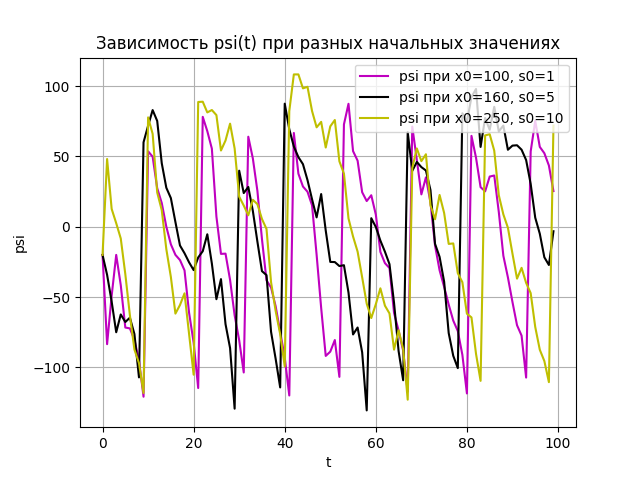 Зависимость psi(t) при разных начальных значениях
psi при x0=100, s0=1
psi при x0=160, s0=5
psi при x0=250, s0=10
100
50
0
−50
−100
psi
0 20 40 60 80 100
t